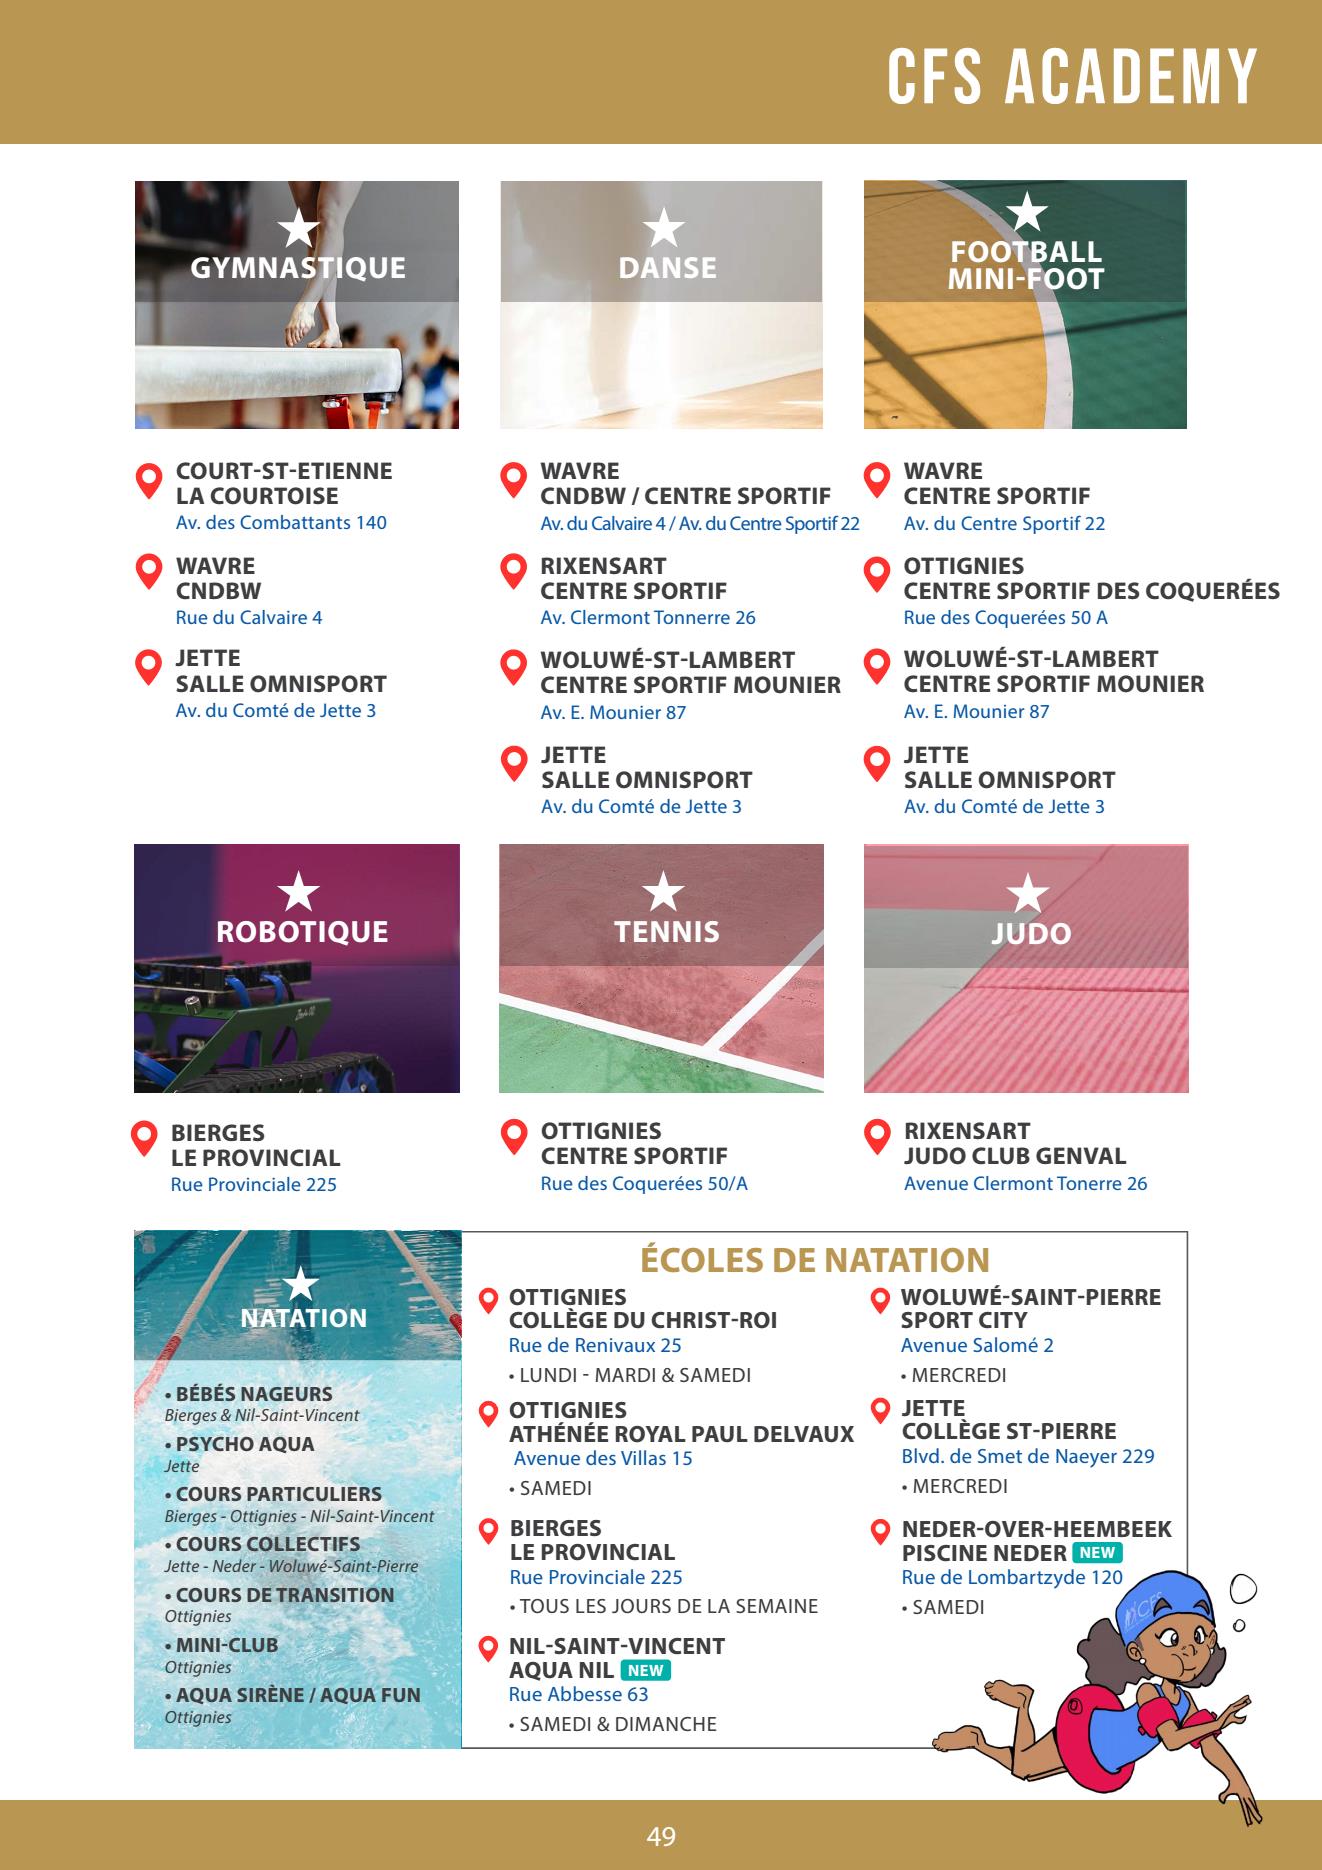 CFS ACADEMY
GYMNASTIQUE
COURT-ST-ETIENNE
LA COURTOISE
Av. des Combattants 140
WAVRE
CNDBW
Rue du Calvaire 4
JETTE
SALLE OMNISPORT
Av. du Comté de Jette 3
DANSE
WAVRE
CNDBW / CENTRE SPORTIF
Av. du Calvaire 4 / Av. du Centre Sportif 22
RIXENSART
CENTRE SPORTIF
Av. Clermont Tonnerre 26
WOLUWÉ-ST-LAMBERT
CENTRE SPORTIF MOUNIER
Av. E. Mounier 87
JETTE
SALLE OMNISPORT
Av. du Comté de Jette 3
FOOTBALL
MINI-FOOT
WAVRE
CENTRE SPORTIF
Av. du Centre Sportif 22
OTTIGNIES
CENTRE SPORTIF DES COQUERÉES
Rue des Coquerées 50 A
WOLUWÉ-ST-LAMBERT
CENTRE SPORTIF MOUNIER
Av. E. Mounier 87
JETTE
SALLE OMNISPORT
Av. du Comté de Jette 3
ROBOTIQUE
BIERGES
LE PROVINCIAL
Rue Provinciale 225
TENNIS
OTTIGNIES
CENTRE SPORTIF
Rue des Coquerées 50/A
JUDO
RIXENSART
JUDO CLUB GENVAL
Avenue Clermont Tonerre 26
NATATION
• BÉBÉS NAGEURS
Bierges & Nil-Saint-Vincent
• PSYCHO AQUA
Jette
• COURS PARTICULIERS
Bierges - Ottignies - Nil-Saint-Vincent
• COURS COLLECTIFS
Jette - Neder - Woluwé-Saint-Pierre
• COURS DE TRANSITION
Ottignies
• MINI-CLUB
Ottignies
• AQUA SIRÈNE / AQUA FUN
Ottignies
ÉCOLES DE NATATION
OTTIGNIES
COLLÈGE DU CHRIST-ROI
Rue de Renivaux 25
• LUNDI - MARDI & SAMEDI
OTTIGNIES
ATHÉNÉE ROYAL PAUL DELVAUX
Avenue des Villas 15
• SAMEDI
BIERGES
LE PROVINCIAL
Rue Provinciale 225
• TOUS LES JOURS DE LA SEMAINE
NIL-SAINT-VINCENT
AQUA NIL NEW
Rue Abbesse 63
• SAMEDI & DIMANCHE
WOLUWÉ-SAINT-PIERRE
SPORT CITY
Avenue Salomé 2
• MERCREDI
JETTE
COLLÈGE ST-PIERRE
Blvd. de Smet de Naeyer 229
• MERCREDI
NEDER-OVER-HEEMBEEK
PISCINE NEDER NEW
Rue de Lombartzyde 120
• SAMEDI
CFS
49